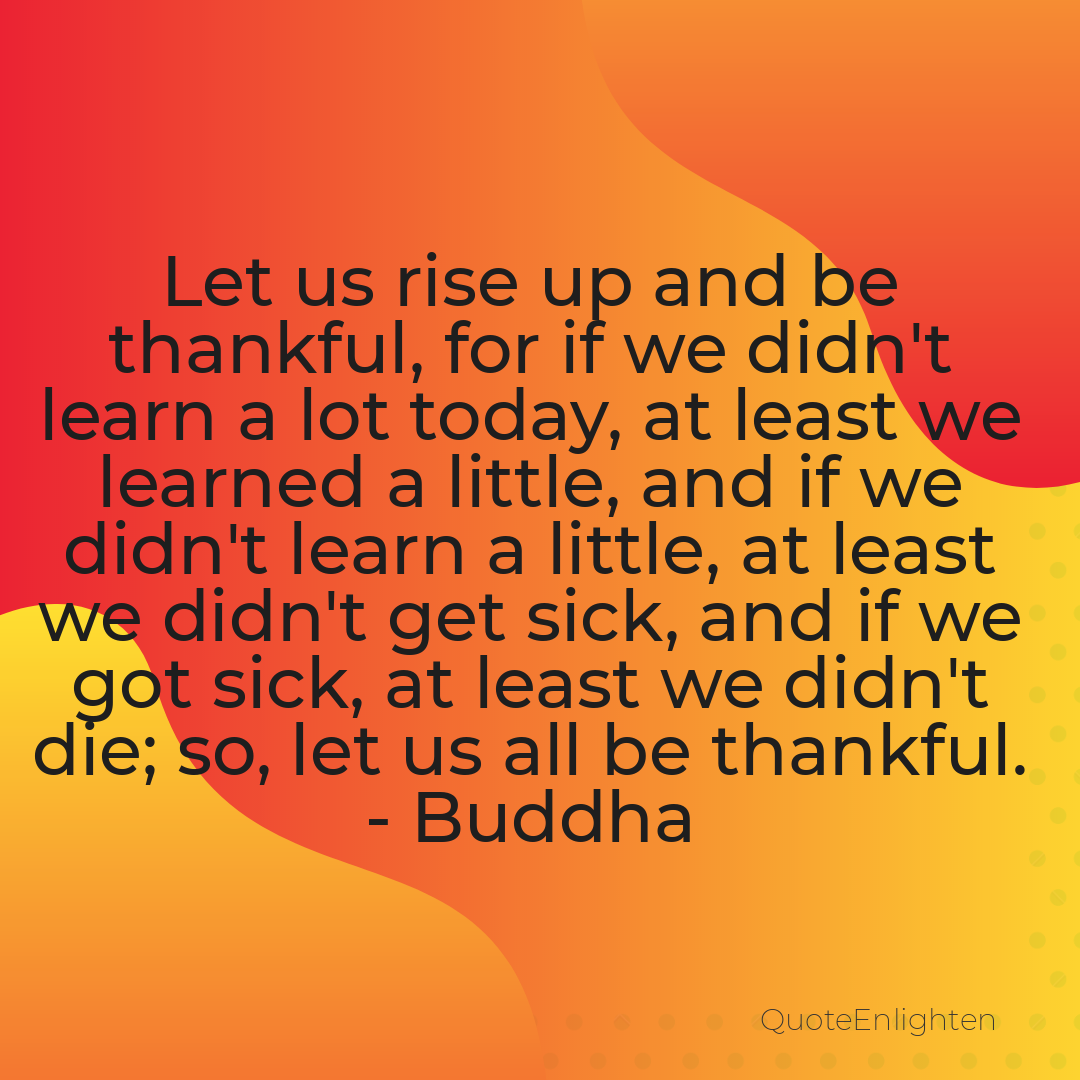 Let us rise up and be
thankful, for if we didn't
learn a lot today, at least we
learned a little, and if we
didn't learn a little, at least
we didn't get sick, and if we
got sick, at least we didn't
die; so, let us all be thankful.
- Buddha
QuoteEnlighten